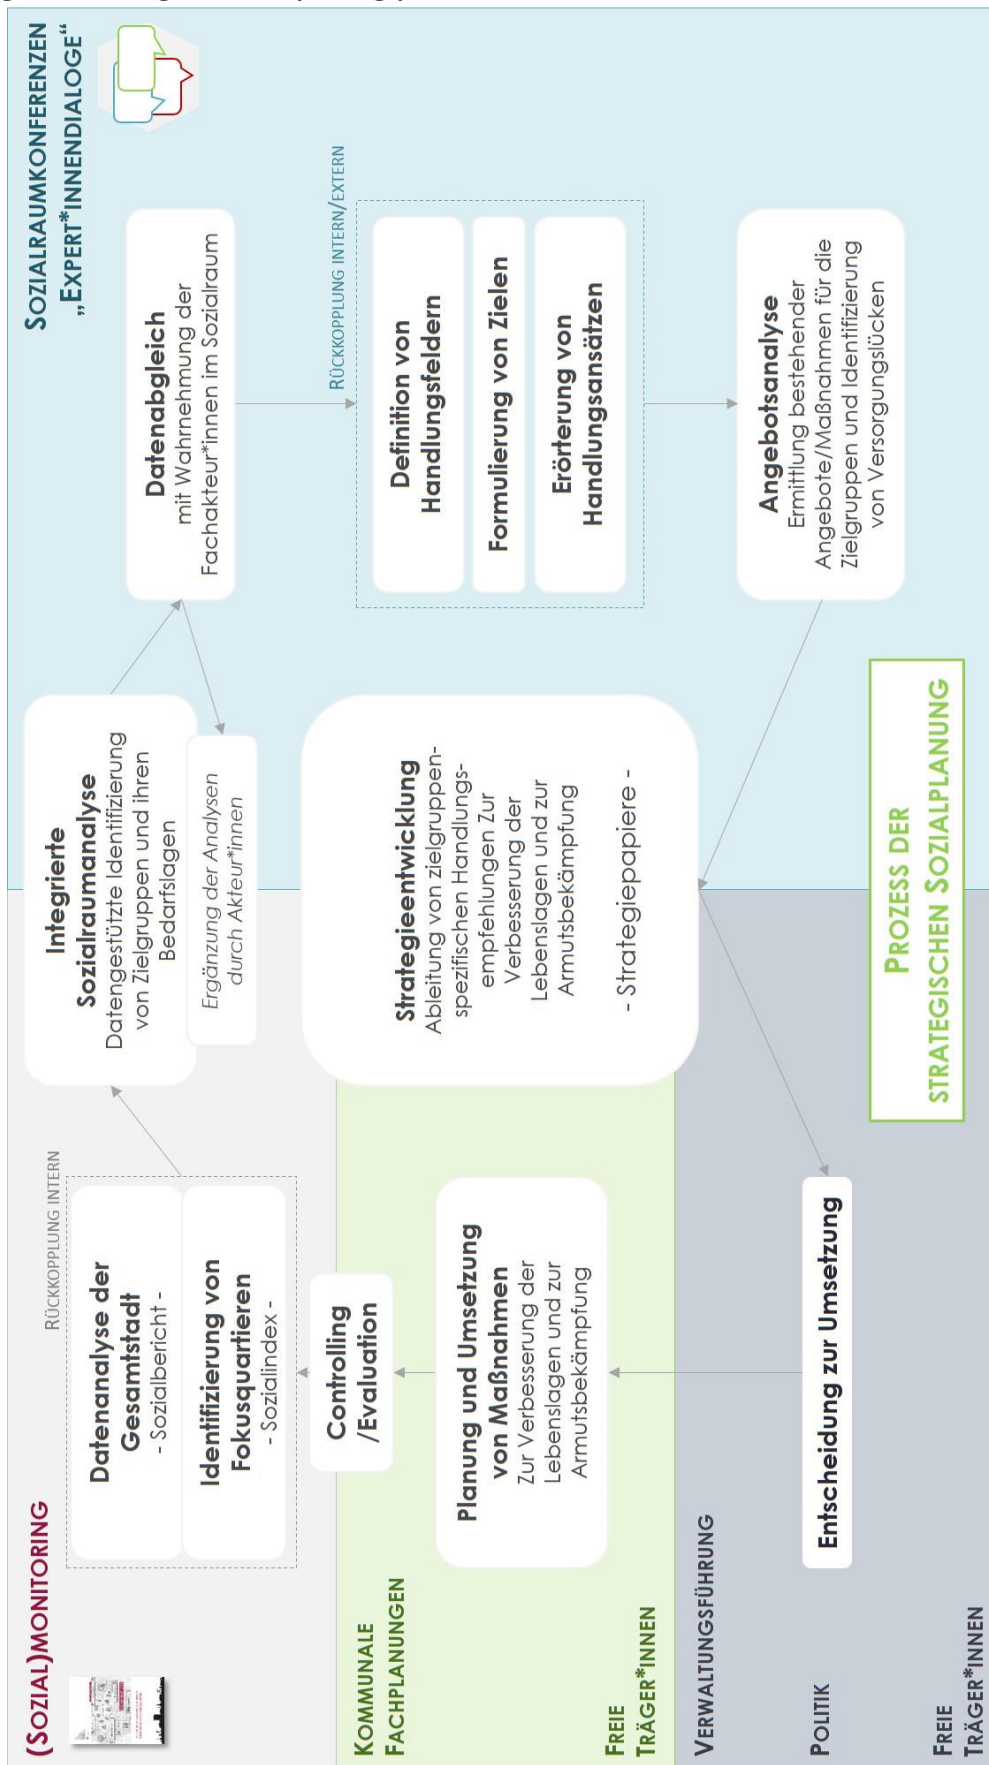 (SOZIAL)MONITORING
RÜCKKOPPLUNG INTERN
Datenanalyse der
Gesamtstadt
- Sozialbericht -
Identifizierung von
Fokusquartieren
- Sozialindex -
Integrierte
Sozialraumanalyse
Datengestützte Identifizierung
von Zielgruppen und ihren
Bedarfslagen
Ergänzung der Analysen
durch Akteur*innen
SOZIALRAUMKONFERENZEN
„EXPERT*INNENDIALOGE“
Datenabgleich
mit Wahrnehmung der
Fachakteur*innen im Sozialraum
RÜCKKOPPLUNG INTERN/EXTERN
Definition von
Handlungsfeldern
Formulierung von Zielen
Erörterung von
Handlungsansätzen
Angebotsanalyse
Ermittlung bestehender
Angebote/Maßnahmen für die
Zielgruppen und Identifizierung
von Versorgungslücken
Strategieentwicklung
Ableitung von zielgruppen-
spezifischen Handlungs-
empfehlungen Zur
Verbesserung der
Lebenslagen und zur
Armutsbekämpfung
- Strategiepapiere -
Controlling
/Evaluation
KOMMUNALE
FACHPLANUNGEN
Planung und Umsetzung
von Maßnahmen
Zur Verbesserung der
Lebenslagen und zur
Armutsbekämpfung
FREIE
TRÄGER*INNEN
VERWALTUNGSFÜHRUNG
POLITIK
Entscheidung zur Umsetzung
FREIE
TRÄGER*INNEN
PROZESS DER
STRATEGISCHEN SOZIALPLANUNG